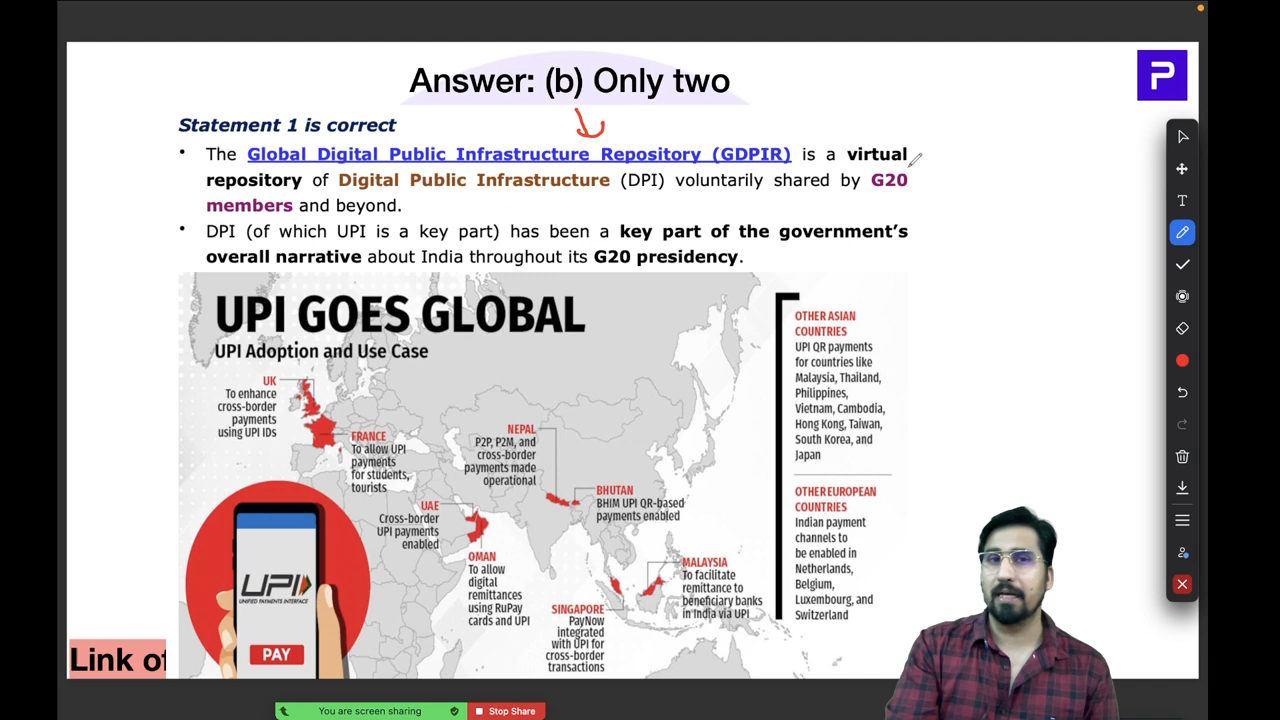 Answer: (b) Only two
Statement 1 is correct
• The Global Digital Public Infrastructure Repository (GDPIR) is a virtual
repository of Digital Public Infrastructure (DPI) voluntarily shared by G20
members and beyond.
• DPI (of which UPI is a key part) has been a key part of the government's
overall narrative about India throughout its G20 presidency.
UPI GOES GLOBAL
UPI Adoption and Use Case
UK
To enhance
cross-border
payments
using UPI IDs
FRANCE
To allow UPI
payments
for students,
tourists
NEPAL
P2P, P2M, and
cross-border
payments made
operational
BHUTAN
BHIM UPI QR-based
payments enabled
UAE
Cross-border
UPI payments
enabled
OMAN
To allow
digital
remittances
using RuPay
cards and UPI
SINGAPORE
PayNow
integrated
with UPI for
cross-border
transactions
MALAYSIA
To facilitate
remittance to
beneficiary banks
in India via UPI
OTHER ASIAN
COUNTRIES
UPI QR payments
for countries like
Malaysia, Thailand,
Philippines,
Vietnam, Cambodia,
Hong Kong, Taiwan,
South Korea, and
Japan
OTHER EUROPEAN
COUNTRIES
Indian payment
channels to
be enabled in
Netherlands,
Belgium,
Luxembourg, and
Switzerland
UPI
UNIFIED PAYMENTS INTERFACE
PAY
Link of
P
T
You are screen sharing
Stop Share